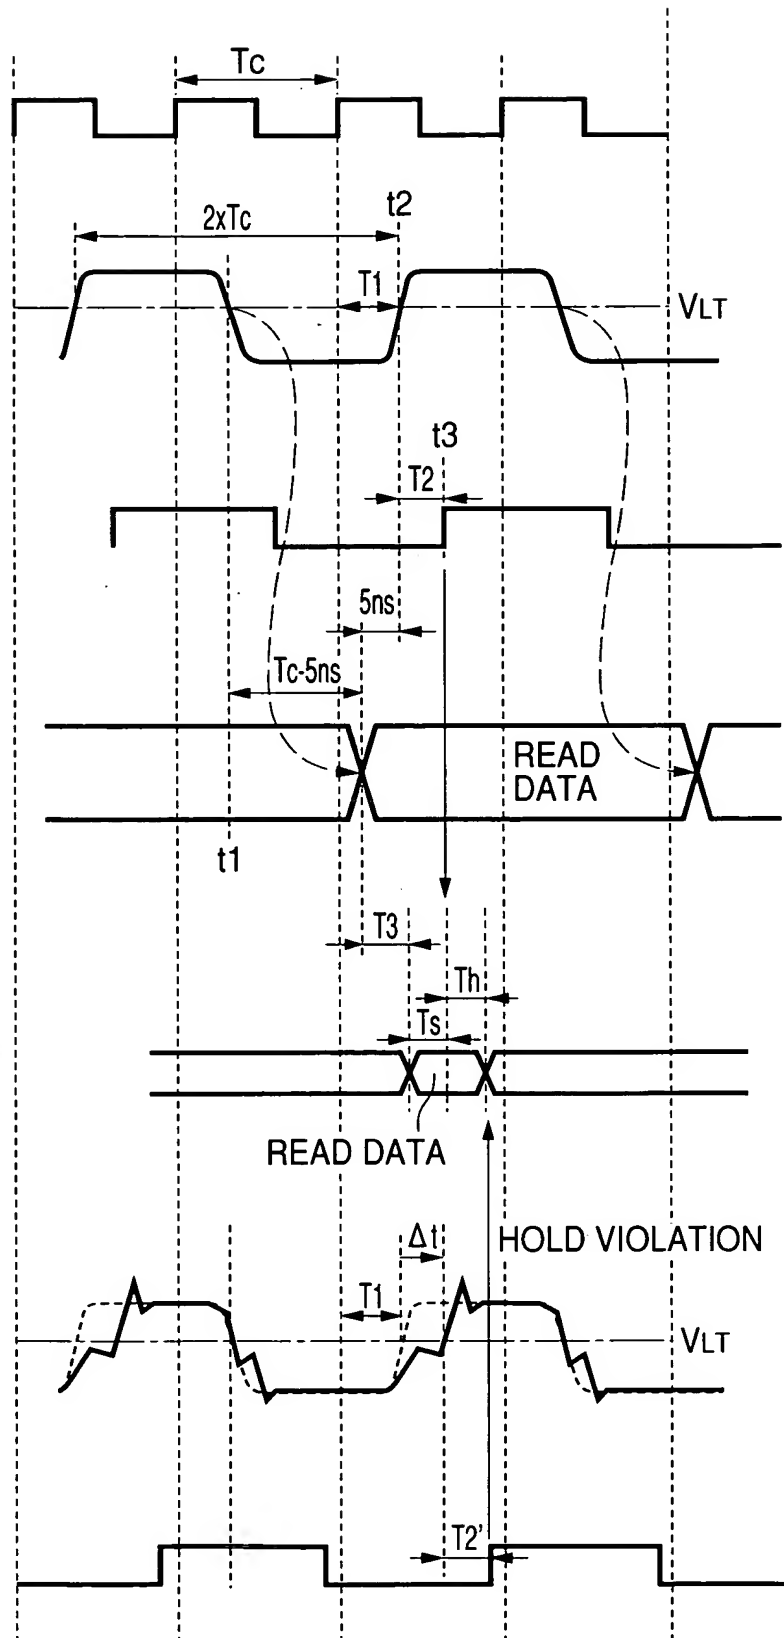 Tc
t2
2xTc
T1
VLT
t3
T2
5ns
Tc-5ns
READ
DATA
t1
T3
Th
Ts
READ DATA
Δt
HOLD VIOLATION
T1
VLT
T2'